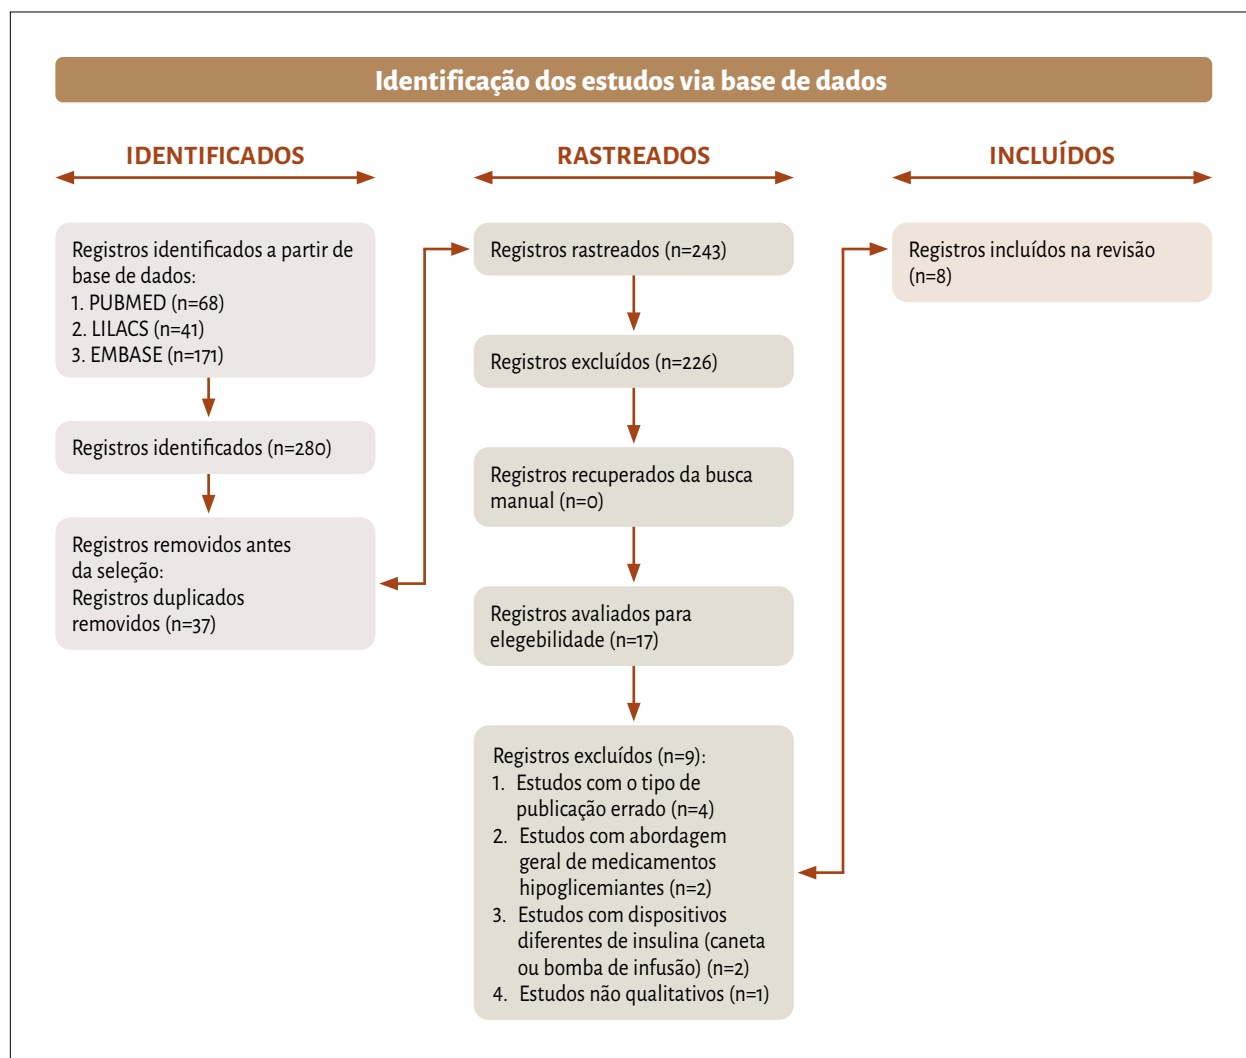 Identificação dos estudos via base de dados
IDENTIFICADOS
Registros identificados a partir de
base de dados:
1. PUBMED (n=68)
2. LILACS (n=41)
3. EMBASE (n=171)
Registros identificados (n=280)
Registros removidos antes
da seleção:
Registros duplicados
removidos (n=37)
RASTREADOS
Registros rastreados (n=243)
Registros excluídos (n=226)
Registros recuperados da busca
manual (n=0)
Registros avaliados para
elegebilidade (n=17)
Registros excluídos (n=9):
1. Estudos com o tipo de
publicação errado (n=4)
2. Estudos com abordagem
geral de medicamentos
hipoglicemiantes (n=2)
3. Estudos com dispositivos
diferentes de insulina (caneta
ou bomba de infusão) (n=2)
4. Estudos não qualitativos (n=1)
INCLUÍDOS
Registros incluídos na revisão
(n=8)